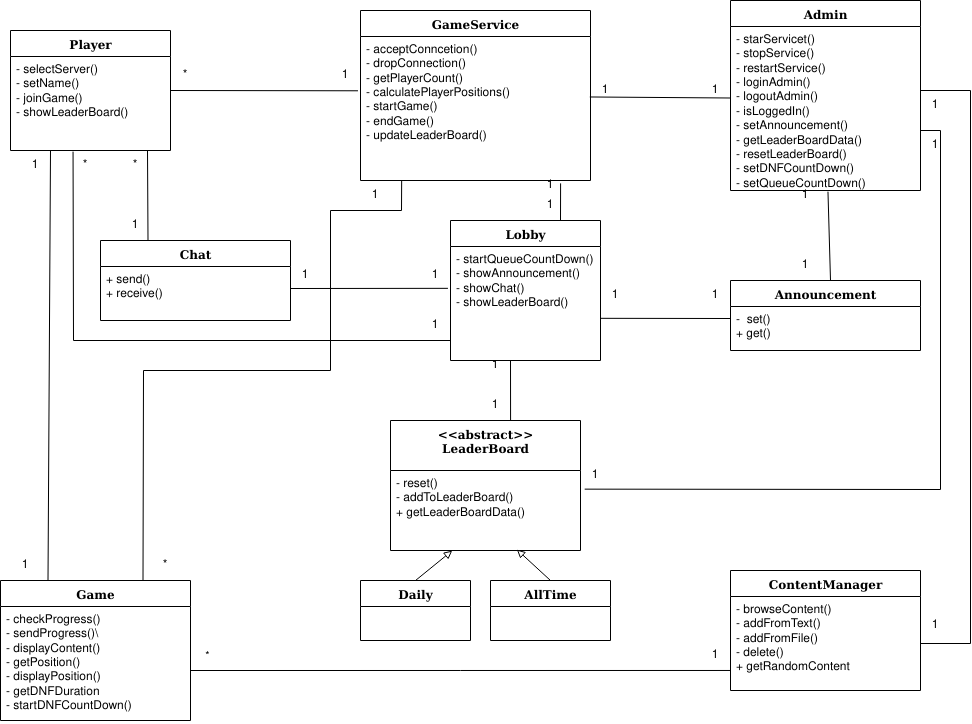 Player
- selectServer()
- setName()
- joinGame()
- showLeaderBoard()
*
1
GameService
- acceptConncetion()
- dropConnection()
- getPlayerCount()
- calculatePlayerPositions()
- startGame()
- endGame()
- updateLeaderBoard()
1
1
Admin
- starServicet()
- stopService()
- restartService()
- loginAdmin()
- logoutAdmin()
- isLoggedIn()
- setAnnouncement()
- getLeaderBoardData()
- resetLeaderBoard()
- setDNFCountDown()
- setQueueCountDown()
1
1
1
*
*
1
1
1
1
1
Chat
+ send()
+ receive()
1
1
1
Lobby
- startQueueCountDown()
- showAnnouncement()
- showChat()
- showLeaderBoard()
1
1
1
Announcement
-  set()
+ get()
1
1
<<abstract>>
LeaderBoard
- reset()
- addToLeaderBoard()
+ getLeaderBoardData()
1
Daily
AllTime
1
*
Game
- checkProgress()
- sendProgress()\
- displayContent()
- getPosition()
- displayPosition()
- getDNFDuration
- startDNFCountDown()
*
1
ContentManager
- browseContent()
- addFromText()
- addFromFile()
- delete()
+ getRandomContent
1